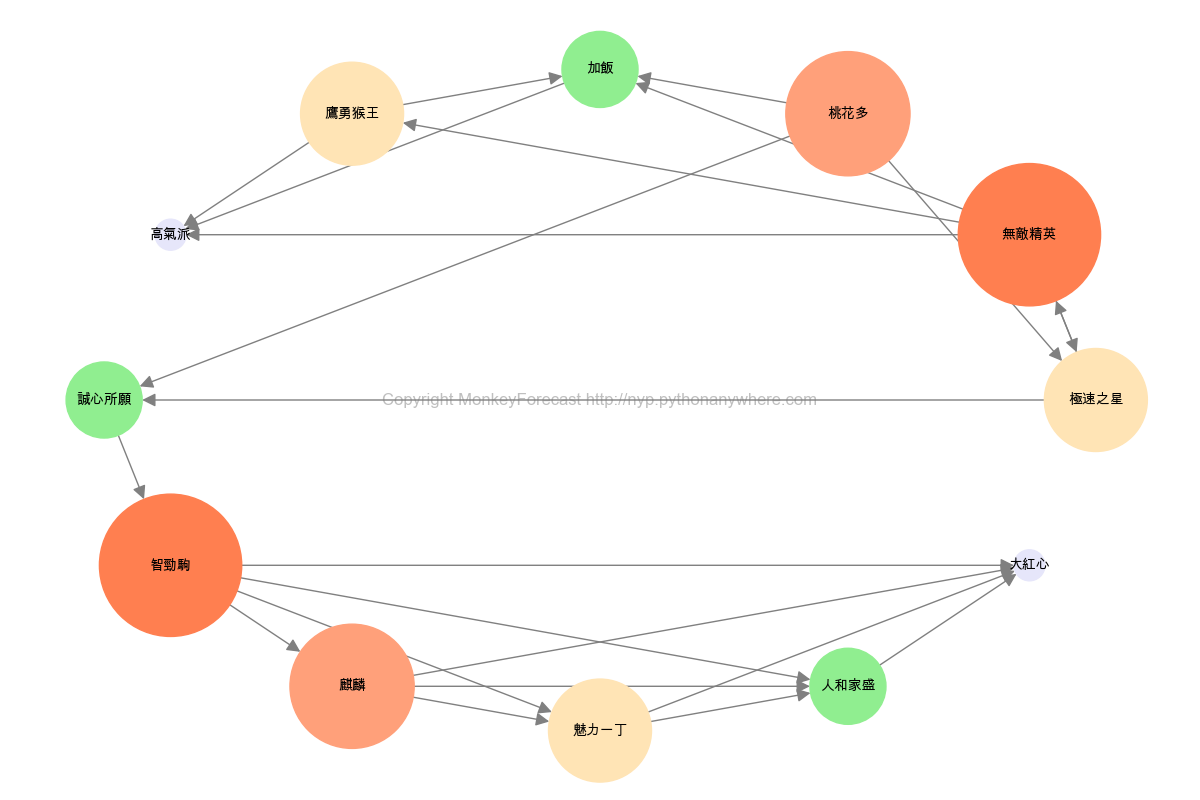 加飯
鷹勇猴王
桃花多
高氣派
無敵精英
誠心所願
Copyright MonkeyForecast http://nyp.pythonanywhere.com
極速之星
智勁駒
大紅心
麒麟
人和家盛
魅力一丁